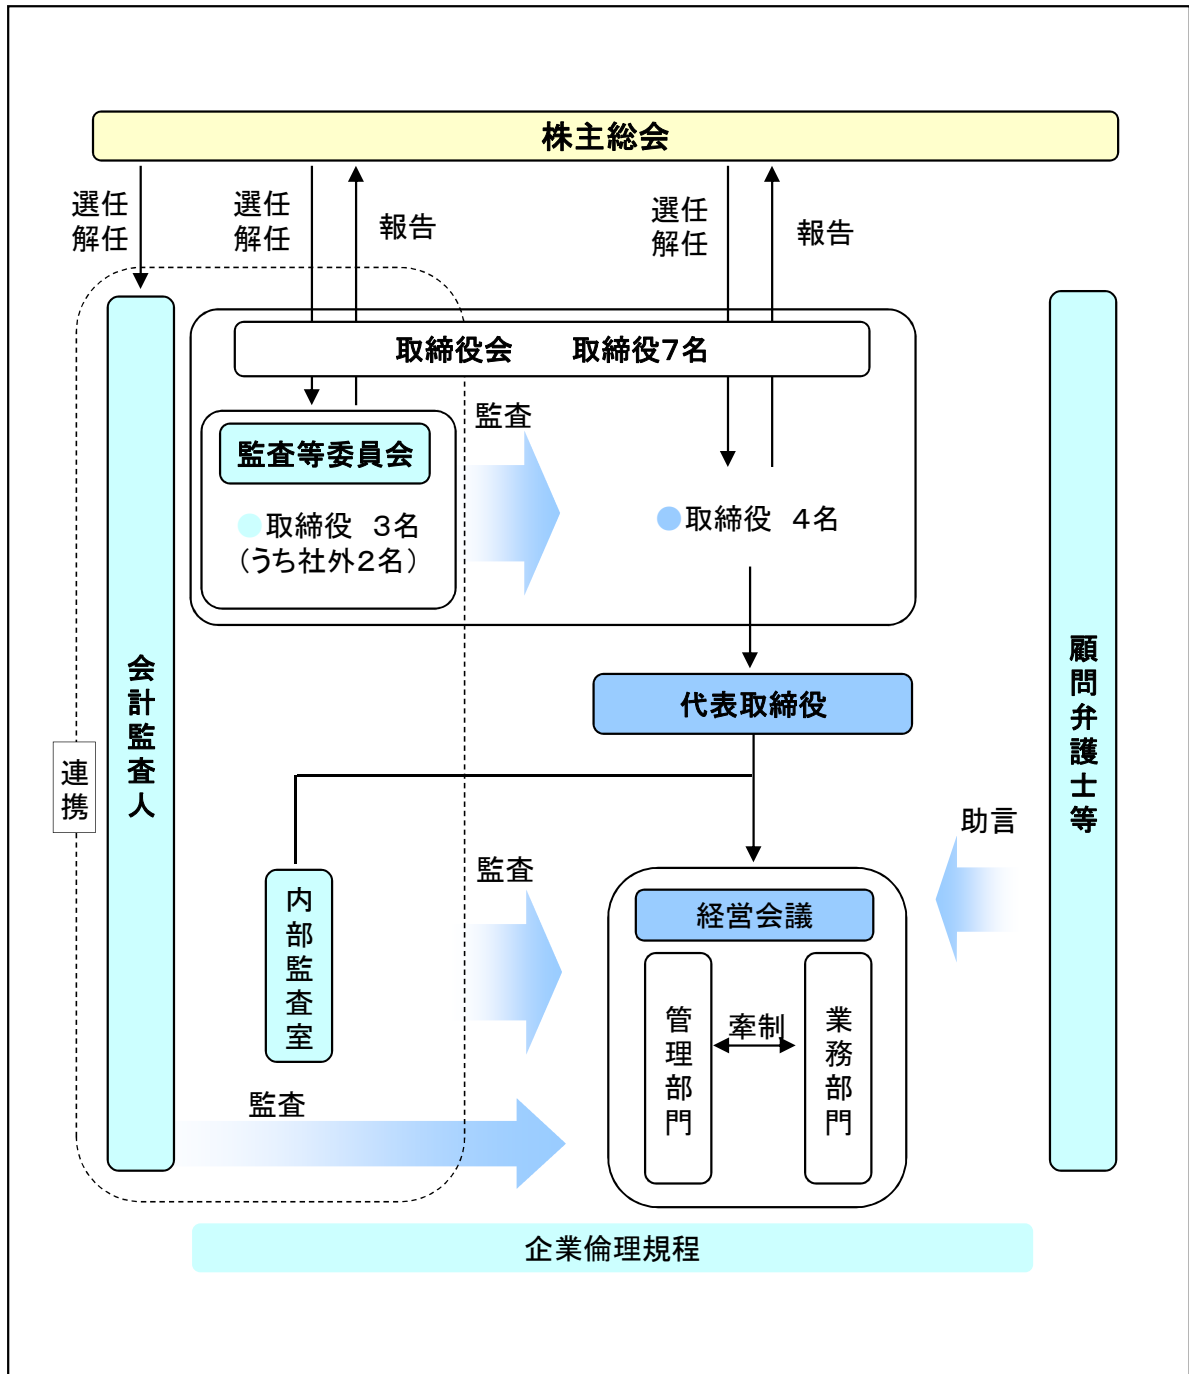 株主総会
選任
解任
選任
解任
報告
選任
解任
報告
取締役会　　取締役7名
監査等委員会
取締役　3名
（うち社外2名）
監査
取締役　4名
代表取締役
会計監査人
連携
顧問弁護士等
助言
内部監査室
監査
経営会議
管理部門
牽制
業務部門
監査
企業倫理規程